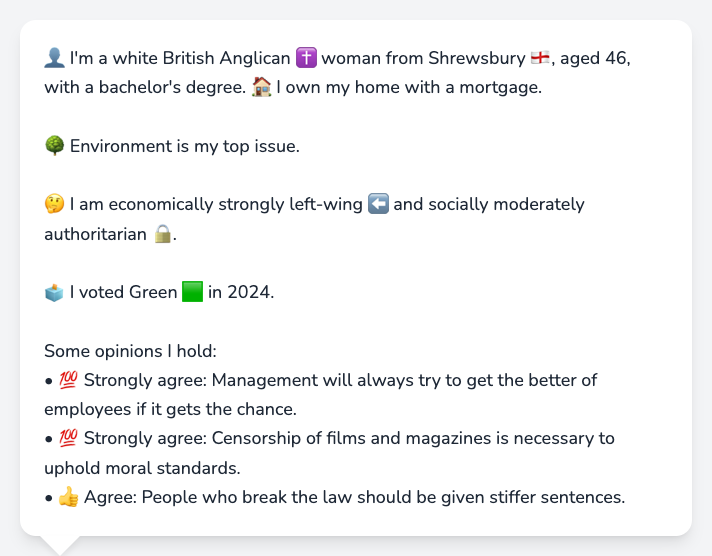 👤 I'm a white British Anglican ✝️ woman from Shrewsbury 🏴󠁧󠁢󠁥󠁮󠁧󠁿, aged 46,
with a bachelor's degree. 🏠 I own my home with a mortgage.
🌳 Environment is my top issue.
🤔 I am economically strongly left-wing ⬅️ and socially moderately
authoritarian 🔒.
🗳️ I voted Green 🟩 in 2024.
Some opinions I hold:
• 💯 Strongly agree: Management will always try to get the better of
employees if it gets the chance.
• 💯 Strongly agree: Censorship of films and magazines is necessary to
uphold moral standards.
• 👍 Agree: People who break the law should be given stiffer sentences.